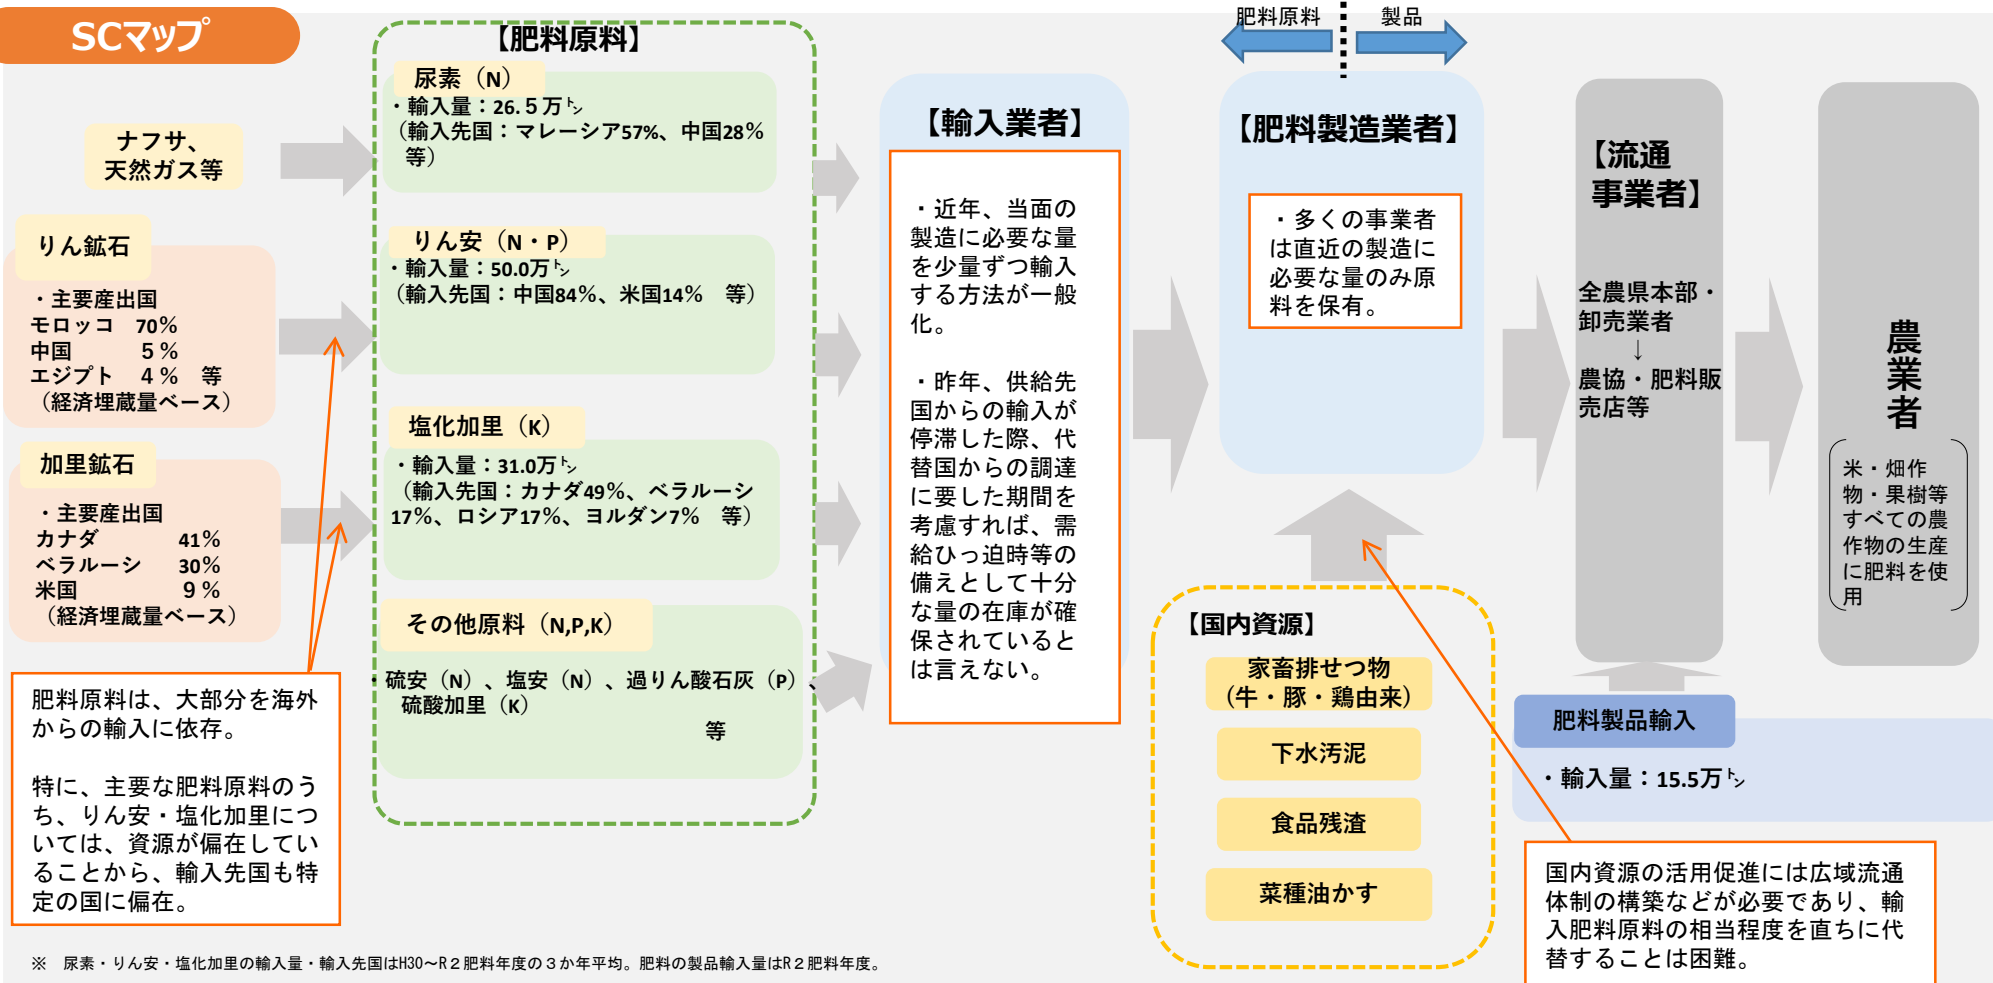 SCマップ
ナフサ、
天然ガス等
りん鉱石
・主要産出国
モロッコ 70%
中国 5%
エジプト 4% 等
（経済埋蔵量ベース）
加里鉱石
・主要産出国
カナダ 41%
ベラルーシ 30%
米国 9%
（経済埋蔵量ベース）
肥料原料は、大部分を海外
からの輸入に依存。
特に、主要な肥料原料のう
ち、りん安・塩化加里につ
いては、資源が偏在してい
ることから、輸入先国も特
定の国に偏在。
【肥料原料】
尿素（N）
・輸入量：26.５万㌧
（輸入先国：マレーシア57%、中国28%
等）
りん安（N・P）
・輸入量：50.0万㌧
（輸入先国：中国84%、米国14% 等）
塩化加里（K）
・輸入量：31.0万㌧
（輸入先国：カナダ49%、ベラルーシ
17%、ロシア17%、ヨルダン7% 等）
その他原料（N,P,K）
・硫安（N）、塩安（N）、過りん酸石灰（P）、
硫酸加里（K）
等
【輸入業者】
・近年、当面の
製造に必要な量
を少量ずつ輸入
する方法が一般
化。
・昨年、供給先
国からの輸入が
停滞した際、代
替国からの調達
に要した期間を
考慮すれば、需
給ひっ迫時等の
備えとして十分
な量の在庫が確
保されていると
は言えない。
肥料原料 製品
【肥料製造業者】
・多くの事業者
は直近の製造に
必要な量のみ原
料を保有。
【国内資源】
家畜排せつ物
(牛・豚・鶏由来)
下水汚泥
食品残渣
菜種油かす
【流通
事業者】
全農県本部・
卸売業者
↓
農協・肥料販
売店等
肥料製品輸入
・輸入量：15.5万㌧
農業者
米・畑作
物・果樹等
すべての農
作物の生産
に肥料を使
用
国内資源の活用促進には広域流通
体制の構築などが必要であり、輸
入肥料原料の相当程度を直ちに代
替することは困難。
※ 尿素・りん安・塩化加里の輸入量・輸入先国はH30～R２肥料年度の３か年平均。肥料の製品輸入量はR２肥料年度。